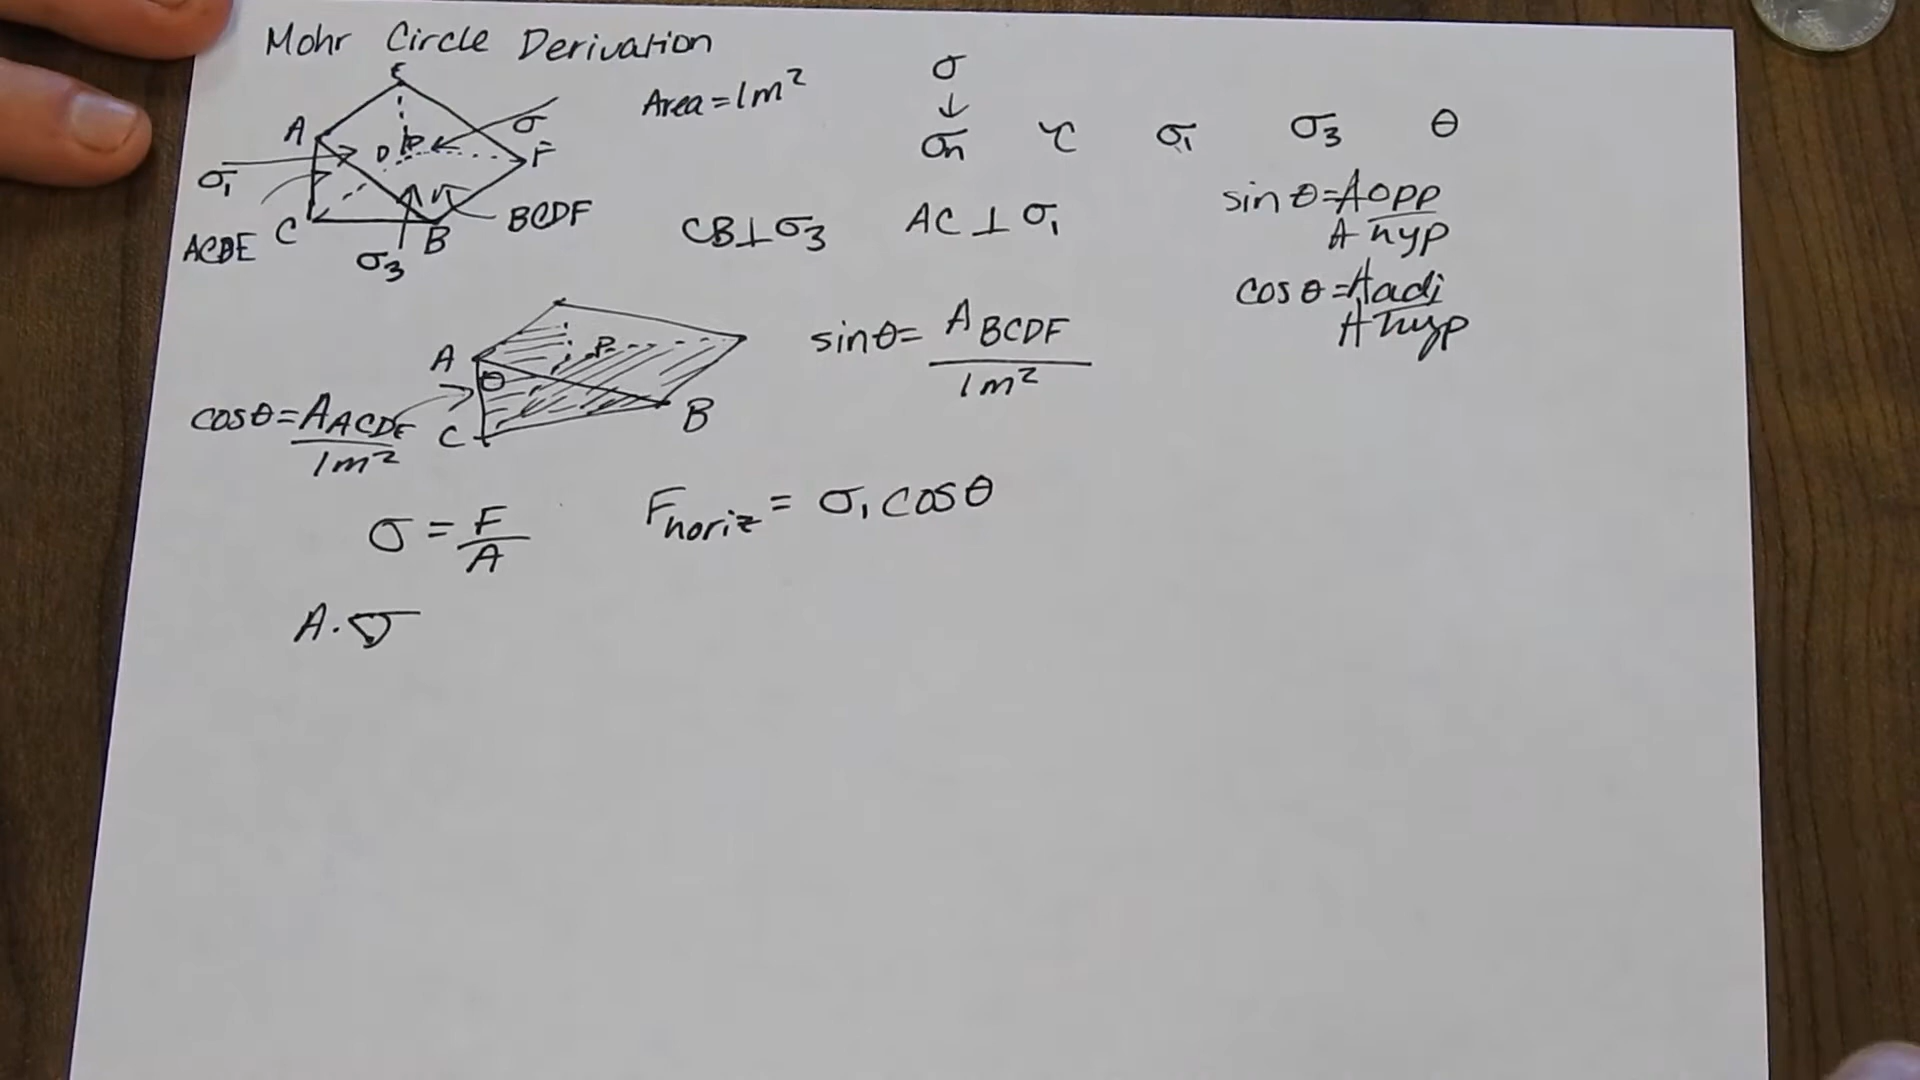 Mohr Circle Derivation
E
A
D
P
σ
F
σ₁
C
B
BCDF
ACBE
σ₃
Area = 1m²
σ
↓
σn τ σ₁ σ₃ θ
CB ⊥ σ₃ AC ⊥ σ₁
sin θ = A opp / A hyp
cos θ = A adj / A hyp
A
θ
P
C
B
sin θ = A BCDF / 1m²
cos θ = A ACDE / 1m²
σ = F / A
F horiz = σ₁ cos θ
A · σ